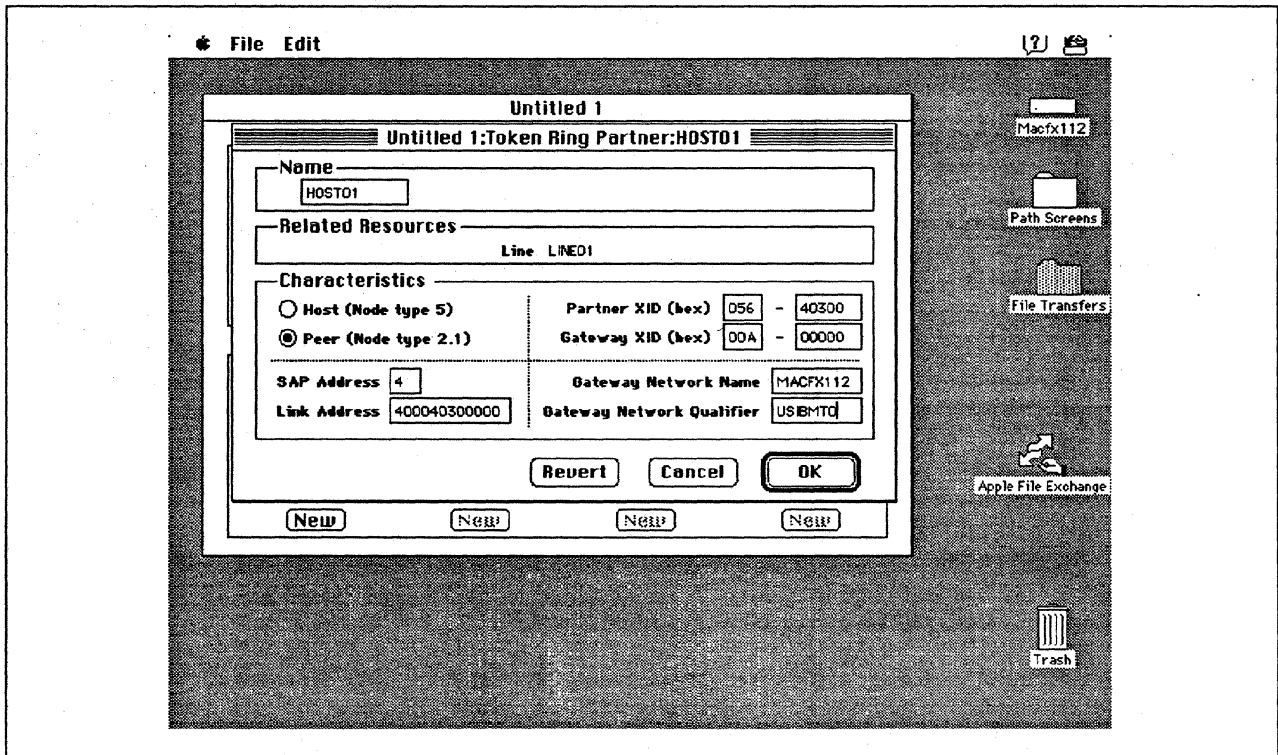 File Edit
Untitled 1
Untitled 1:Token Ring Partner:HOST01
Name
HOST01
Related Resources
Line LINE01
Characteristics
Host (Node type 5)
Peer (Node type 2.1)
Partner XID (hex) 056 - 40300
Gateway XID (hex) 00A - 00000
SAP Address 4
Link Address 400040300000
Gateway Network Name MACFX112
Gateway Network Qualifier USIBMTO
Revert Cancel OK
New New New New
Macfx112
Path Screens
File Transfers
Apple File Exchange
Trash